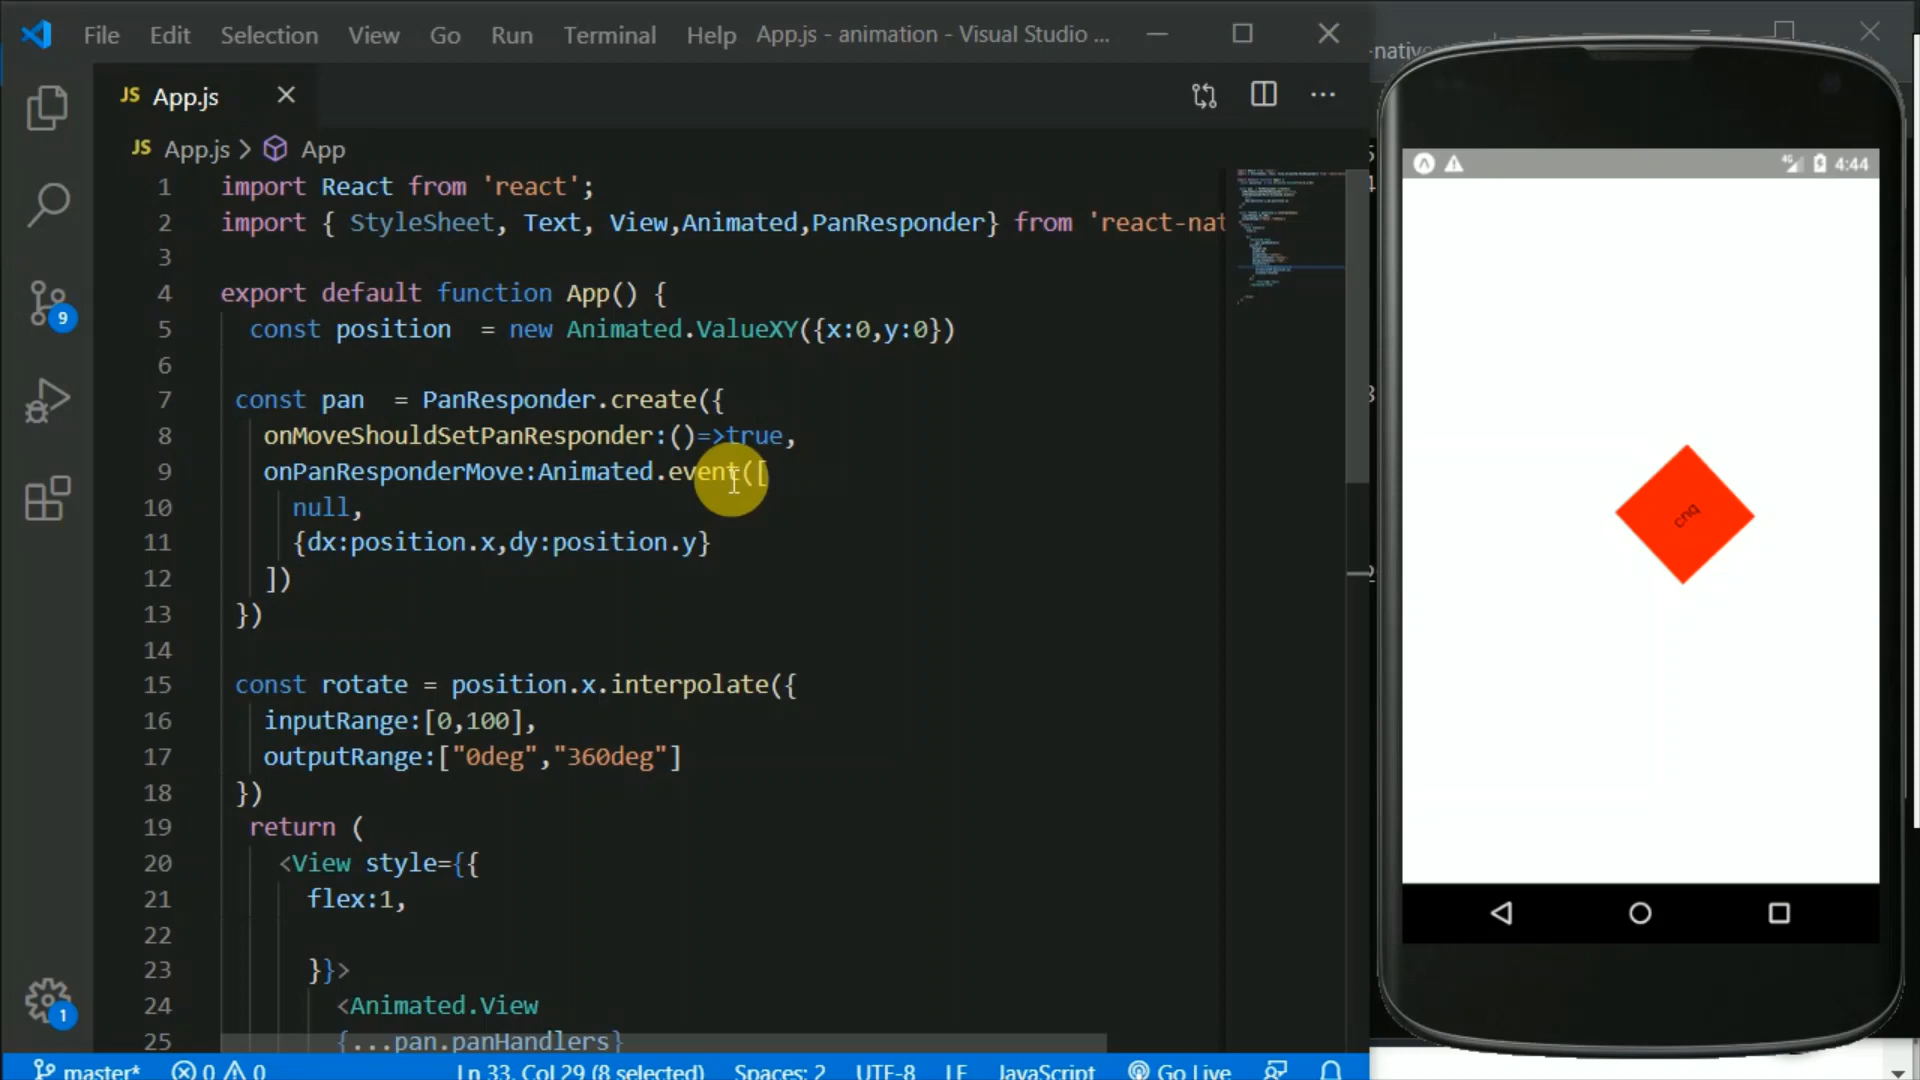 File Edit Selection View Go Run Terminal Help App.js - animation - Visual Studio ...
JS App.js
JS App.js > App
1 import React from 'react';
2 import { StyleSheet, Text, View,Animated,PanResponder} from 'react-nat
3
4 export default function App() {
5 const position = new Animated.ValueXY({x:0,y:0})
6
7 const pan = PanResponder.create({
8 onMoveShouldSetPanResponder:()=>true,
9 onPanResponderMove:Animated.event([
10 null,
11 {dx:position.x,dy:position.y}
12 ])
13 })
14
15 const rotate = position.x.interpolate({
16 inputRange:[0,100],
17 outputRange:["0deg","360deg"]
18 })
19 return (
20 <View style={{
21 flex:1,
22
23 }}>
24 <Animated.View
25 {...pan.panHandlers}
9
1
master* 0 0 Ln 33, Col 29 (8 selected) Spaces: 2 UTF-8 LF JavaScript Go Live
-native
4G 4:44